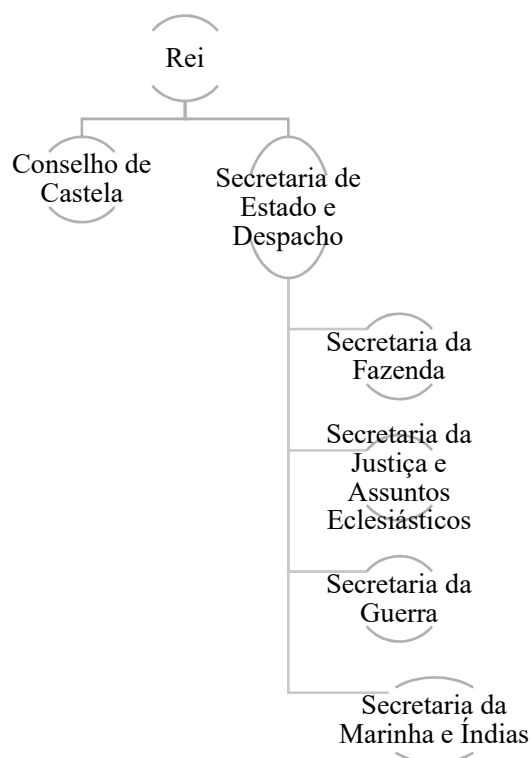 Rei
Conselho de
Castela
Secretaria de
Estado e
Despacho
Secretaria da
Fazenda
Secretaria da
Justiça e
Assuntos
Eclesiásticos
Secretaria da
Guerra
Secretaria da
Marinha e Índias